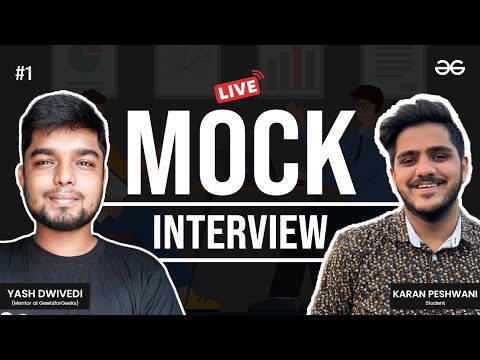 #1
LIVE
MOCK
INTERVIEW
YASH DWIVEDI
(Mentor at GeeksforGeeks)
KARAN PESHWANI
Student